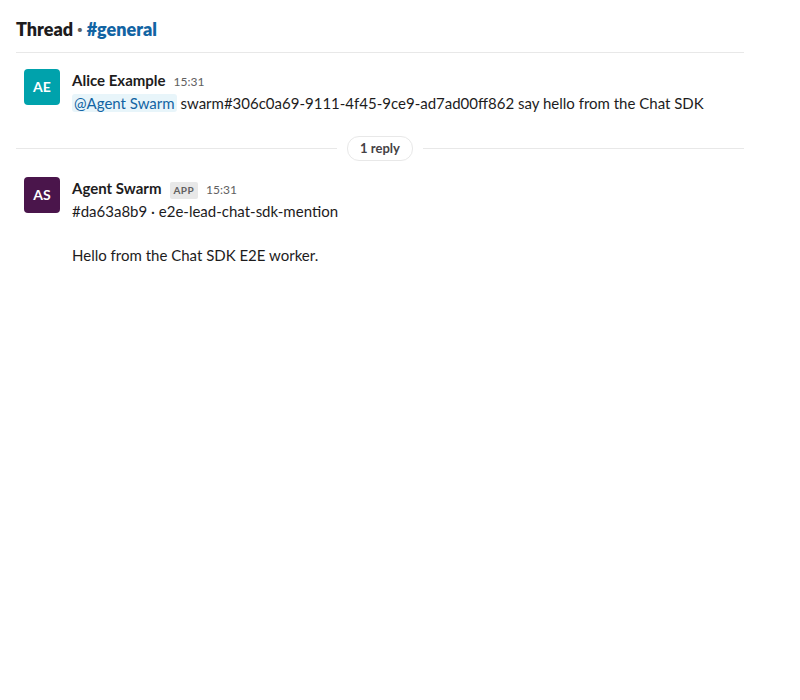 Thread • #general
AE
Alice Example 15:31
@Agent Swarm swarm#306c0a69-9111-4f45-9ce9-ad7ad00ff862 say hello from the Chat SDK
1 reply
AS
Agent Swarm APP 15:31
#da63a8b9 · e2e-lead-chat-sdk-mention
Hello from the Chat SDK E2E worker.